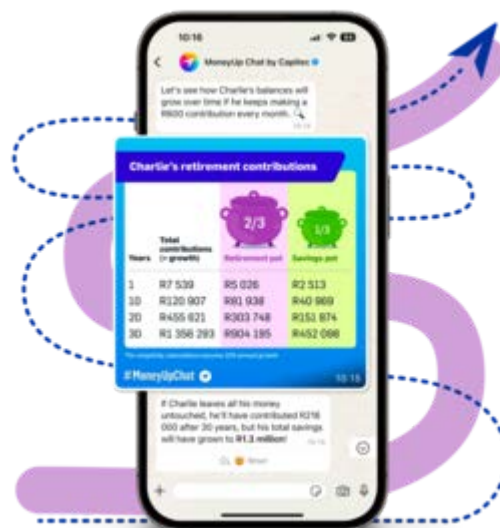 10:16
MoneyUp Chat by Capitec
Let's see how Charlie's balances will
grow over time if he keeps making a
R600 contribution every month.
10:15
Charlie's retirement contributions
2/3
1/3
Years
Total
contributions
(+ growth)
Retirement pot
Savings pot
1 R7 539 R5 026 R2 513
10 R120 907 R81 938 R40 969
20 R455 621 R303 748 R151 874
30 R1 356 293 R904 195 R452 098
#MoneyUpChat
10:15
If Charlie leaves all his money
untouched, he'll have contributed R216
000 after 30 years, but his total savings
will have grown to R1.3 million!